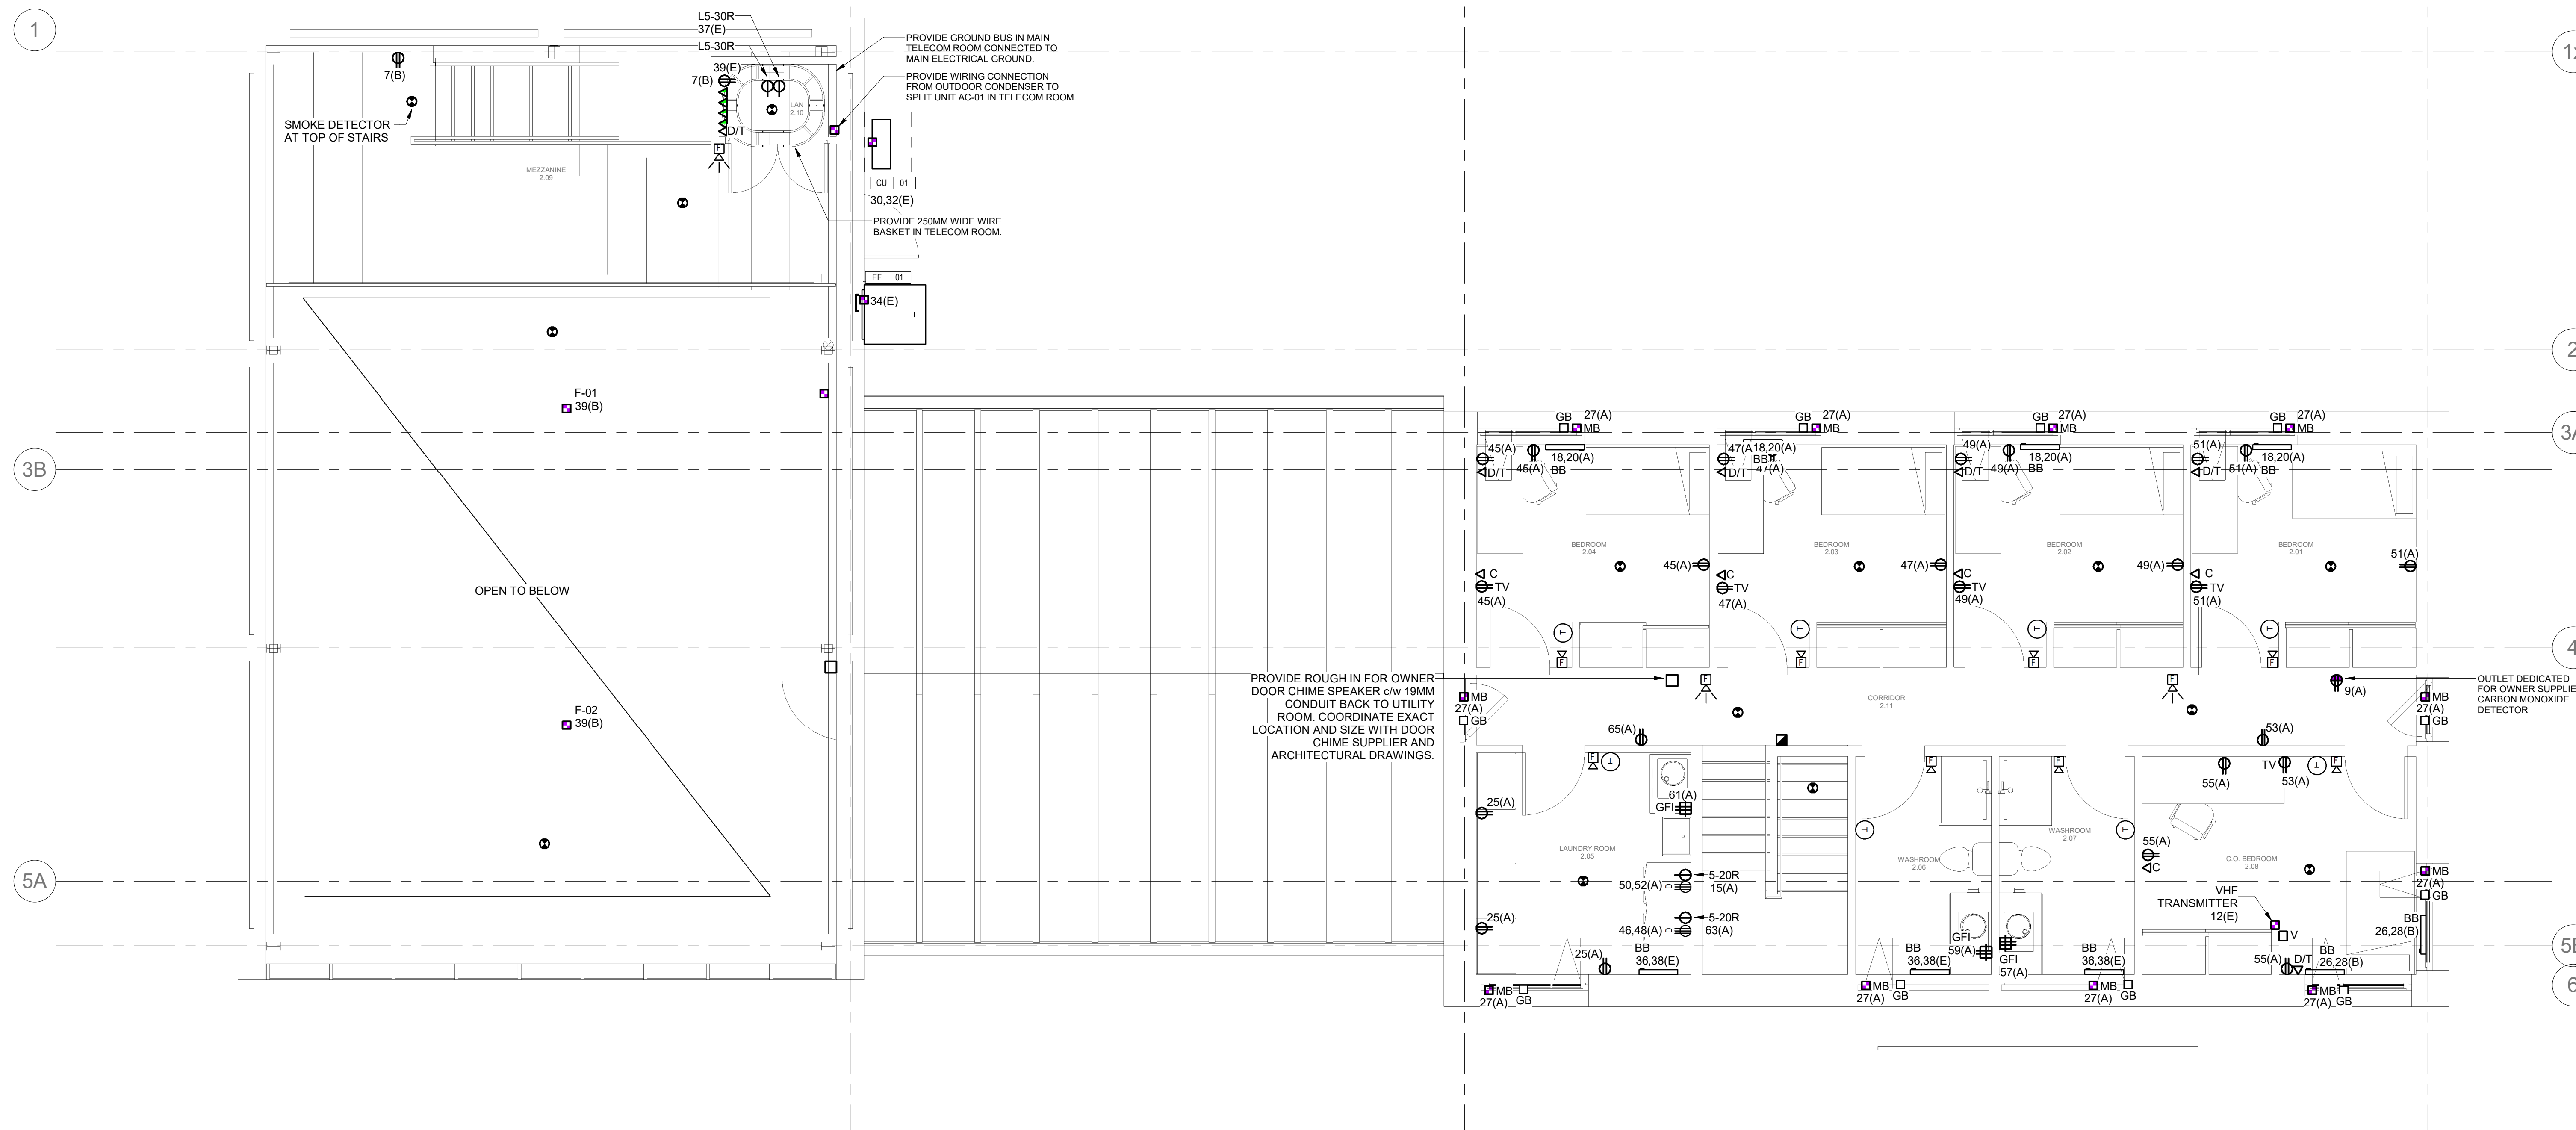 1
L5-30R
37(E)
L5-30R
39(E)
7(B)
7(B)
D/T
LAN
2.10
PROVIDE GROUND BUS IN MAIN
TELECOM ROOM CONNECTED TO
MAIN ELECTRICAL GROUND.
PROVIDE WIRING CONNECTION
FROM OUTDOOR CONDENSER TO
SPLIT UNIT AC-01 IN TELECOM ROOM.
SMOKE DETECTOR
AT TOP OF STAIRS
F
MEZZANINE
2.09
CU 01
30,32(E)
PROVIDE 250MM WIDE WIRE
BASKET IN TELECOM ROOM.
EF 01
34(E)
2
F-01
39(B)
3B
OPEN TO BELOW
F-02
39(B)
5A
GB 27(A)
MB
45(A)
D/T
45(A)
18,20(A)
BB
BEDROOM
2.04
45(A)
C
TV
45(A)
T
F
GB 27(A)
MB
47(A)
D/T
18,20(A)
BB
47(A)
BEDROOM
2.03
47(A)
C
TV
47(A)
T
F
GB 27(A)
MB
49(A)
D/T
49(A)
18,20(A)
BB
BEDROOM
2.02
49(A)
C
TV
49(A)
T
F
GB 27(A)
MB
51(A)
D/T
51(A)
18,20(A)
BB
BEDROOM
2.01
51(A)
C
TV
51(A)
T
F
4
PROVIDE ROUGH IN FOR OWNER
DOOR CHIME SPEAKER c/w 19MM
CONDUIT BACK TO UTILITY
ROOM. COORDINATE EXACT
LOCATION AND SIZE WITH DOOR
CHIME SUPPLIER AND
ARCHITECTURAL DRAWINGS.
MB
27(A)
GB
F
CORRIDOR
2.11
F
9(A)
MB
27(A)
GB
OUTLET DEDICATED
FOR OWNER
CARBON MONOXIDE
DETECTOR
65(A)
F
T
25(A)
61(A)
GFI
LAUNDRY ROOM
2.05
5-20R
50,52(A)
15(A)
25(A)
5-20R
46,48(A)
63(A)
25(A)
BB
36,38(E)
MB
27(A)
GB
F
T
WASHROOM
2.06
GFI
59(A)
BB
36,38(E)
MB
27(A)
GB
F
T
WASHROOM
2.07
GFI
57(A)
BB
36,38(E)
MB
27(A)
GB
53(A)
55(A)
TV
53(A)
T
F
55(A)
C
C.O. BEDROOM
2.08
VHF
TRANSMITTER
12(E)
V
MB
27(A)
GB
BB
26,28(B)
55(A)
D/T
BB
26,28(B)
MB
27(A)
GB
6